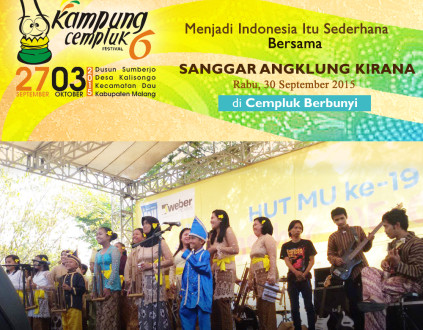 Kampung
cempluk 6
FESTIVAL
27 03
SEPTEMBER OKTOBER
2015
Dusun Sumberjo
Desa Kalisongo
Kecamatan Dau
Kabupaten Malang
Menjadi Indonesia Itu Sederhana
Bersama
SANGGAR ANGKLUNG KIRANA
Rabu, 30 September 2015
di Cempluk Berbunyi
weber
HUT MU ke-19